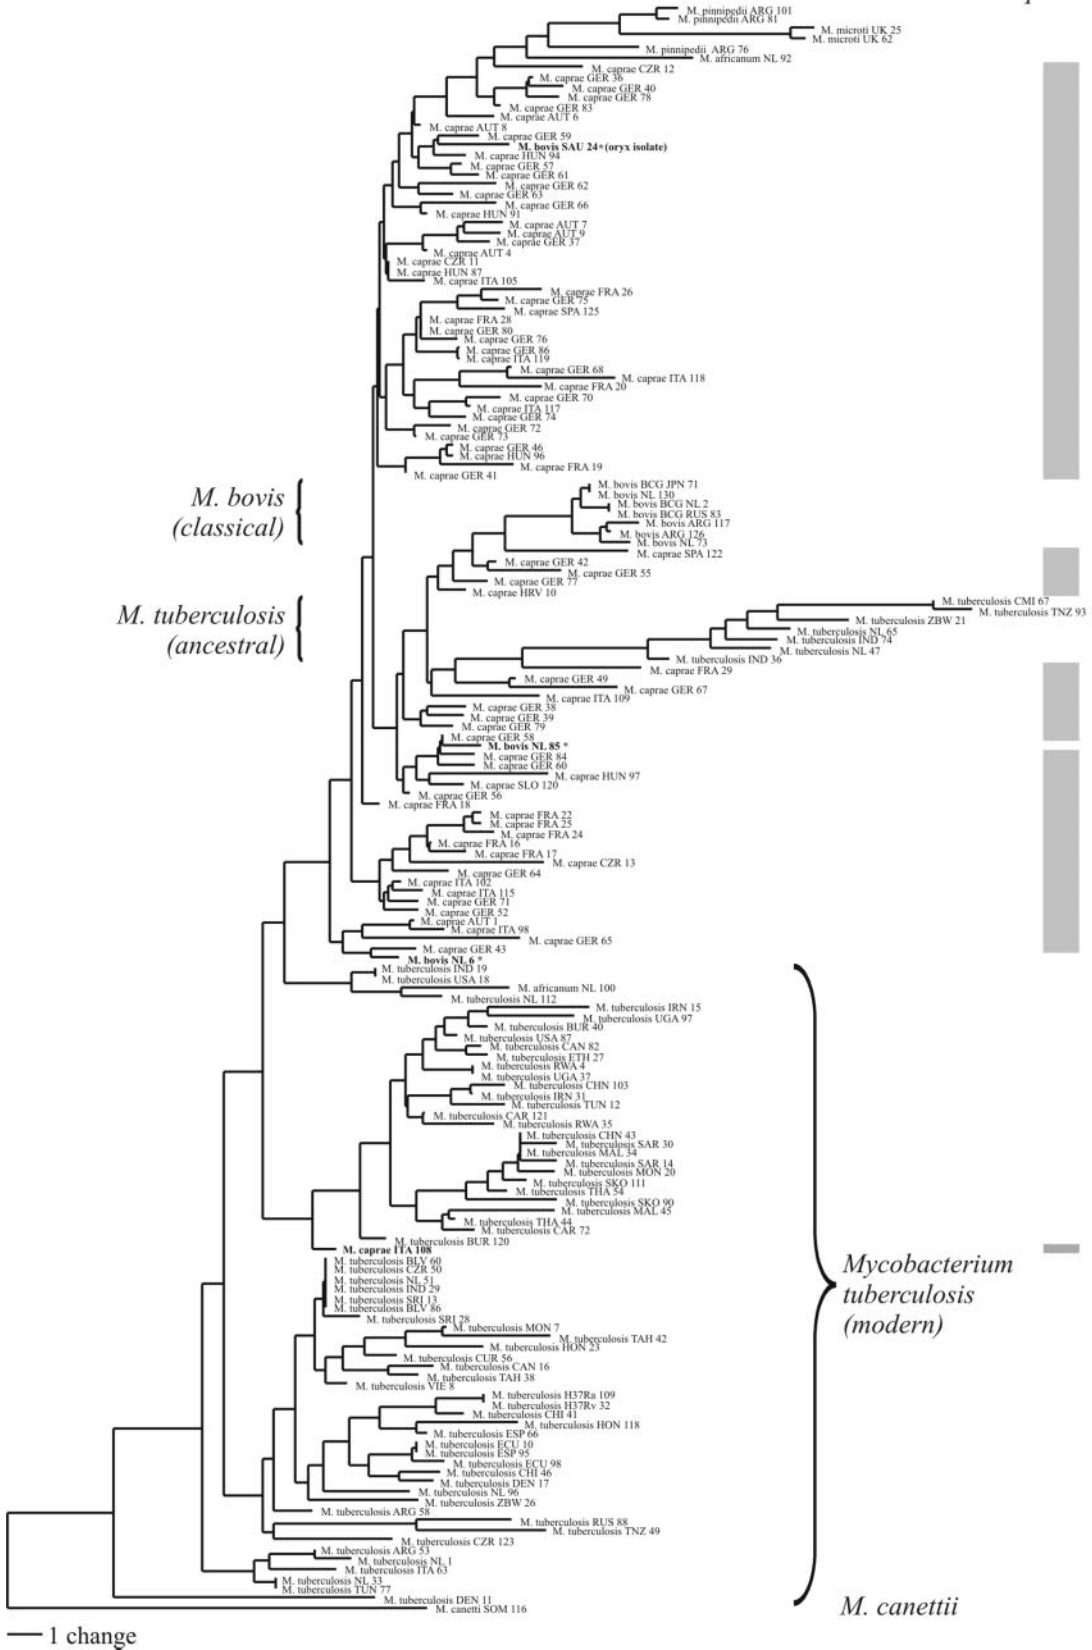 M. pinnipedii ARG 101
M. pinnipedii ARG 81
M. microti UK 25
M. microti UK 62
M. pinnipedii ARG 76
M. africanum NL 92
M. caprae CZR 12
M. caprae GER 36
M. caprae GER 40
M. caprae GER 78
M. caprae GER 83
M. caprae AUT 6
M. caprae AUT 8
M. caprae GER 59
M. bovis SAU 24*(oryx isolate)
M. caprae HUN 94
M. caprae GER 57
M. caprae GER 61
M. caprae GER 62
M. caprae GER 63
M. caprae GER 66
M. caprae HUN 91
M. caprae AUT 7
M. caprae AUT 9
M. caprae GER 37
M. caprae AUT 4
M. caprae CZR 11
M. caprae HUN 87
M. caprae ITA 105
M. caprae FRA 26
M. caprae GER 75
M. caprae SPA 125
M. caprae FRA 28
M. caprae GER 80
M. caprae GER 76
M. caprae GER 86
M. caprae ITA 119
M. caprae GER 68
M. caprae ITA 118
M. caprae FRA 20
M. caprae GER 70
M. caprae ITA 117
M. caprae GER 74
M. caprae GER 72
M. caprae GER 73
M. caprae GER 46
M. caprae HUN 96
M. caprae FRA 19
M. caprae GER 41
M. bovis
(classical)
M. bovis BCG JPN 71
M. bovis NL 130
M. bovis BCG NL 2
M. bovis BCG RUS 83
M. bovis ARG 117
M. bovis ARG 126
M. bovis NL 73
M. caprae SPA 122
M. caprae GER 42
M. caprae GER 55
M. caprae GER 77
M. caprae HRV 10
M. tuberculosis
(ancestral)
M. tuberculosis CMI 67
M. tuberculosis TNZ 93
M. tuberculosis ZBW 21
M. tuberculosis NL 65
M. tuberculosis IND 74
M. tuberculosis NL 47
M. tuberculosis IND 36
M. caprae FRA 29
M. caprae GER 49
M. caprae GER 67
M. caprae ITA 109
M. caprae GER 38
M. caprae GER 39
M. caprae GER 79
M. caprae GER 58
M. bovis NL 85 *
M. caprae GER 84
M. caprae GER 60
M. caprae HUN 97
M. caprae SLO 120
M. caprae GER 56
M. caprae FRA 18
M. caprae FRA 22
M. caprae FRA 25
M. caprae FRA 24
M. caprae FRA 16
M. caprae FRA 17
M. caprae CZR 13
M. caprae GER 64
M. caprae ITA 102
M. caprae ITA 115
M. caprae GER 71
M. caprae GER 52
M. caprae AUT 1
M. caprae ITA 98
M. caprae GER 65
M. caprae GER 43
M. bovis NL 6 *
M. tuberculosis IND 19
M. tuberculosis USA 18
M. africanum NL 100
M. tuberculosis NL 112
M. tuberculosis IRN 15
M. tuberculosis UGA 97
M. tuberculosis BUR 40
M. tuberculosis USA 87
M. tuberculosis CAN 82
M. tuberculosis ETH 27
M. tuberculosis RWA 4
M. tuberculosis UGA 37
M. tuberculosis CHN 103
M. tuberculosis IRN 31
M. tuberculosis TUN 12
M. tuberculosis CAR 121
M. tuberculosis RWA 35
M. tuberculosis CHN 43
M. tuberculosis SAR 30
M. tuberculosis MAL 34
M. tuberculosis SAR 14
M. tuberculosis MON 20
M. tuberculosis SKO 111
M. tuberculosis THA 54
M. tuberculosis SKO 90
M. tuberculosis MAL 45
M. tuberculosis THA 44
M. tuberculosis CAR 72
M. tuberculosis BUR 120
M. caprae ITA 108
M. tuberculosis BLV 60
M. tuberculosis CZR 50
M. tuberculosis NL 51
M. tuberculosis IND 29
M. tuberculosis SRI 13
M. tuberculosis BLV 86
M. tuberculosis SRI 28
Mycobacterium
tuberculosis
(modern)
M. tuberculosis MON 7
M. tuberculosis TAH 42
M. tuberculosis HON 23
M. tuberculosis CUR 56
M. tuberculosis CAN 16
M. tuberculosis TAH 38
M. tuberculosis VIE 8
M. tuberculosis H37Ra 109
M. tuberculosis H37Rv 32
M. tuberculosis CHI 41
M. tuberculosis HON 118
M. tuberculosis ESP 66
M. tuberculosis ECU 10
M. tuberculosis ESP 95
M. tuberculosis ECU 98
M. tuberculosis CHI 46
M. tuberculosis DEN 17
M. tuberculosis NL 96
M. tuberculosis ZBW 26
M. tuberculosis ARG 58
M. tuberculosis RUS 88
M. tuberculosis TNZ 49
M. tuberculosis CZR 123
M. tuberculosis ARG 53
M. tuberculosis NL 1
M. tuberculosis ITA 63
M. tuberculosis NL 33
M. tuberculosis TUN 77
M. tuberculosis DEN 11
M. canetti SOM 116
M. canettii
1 change